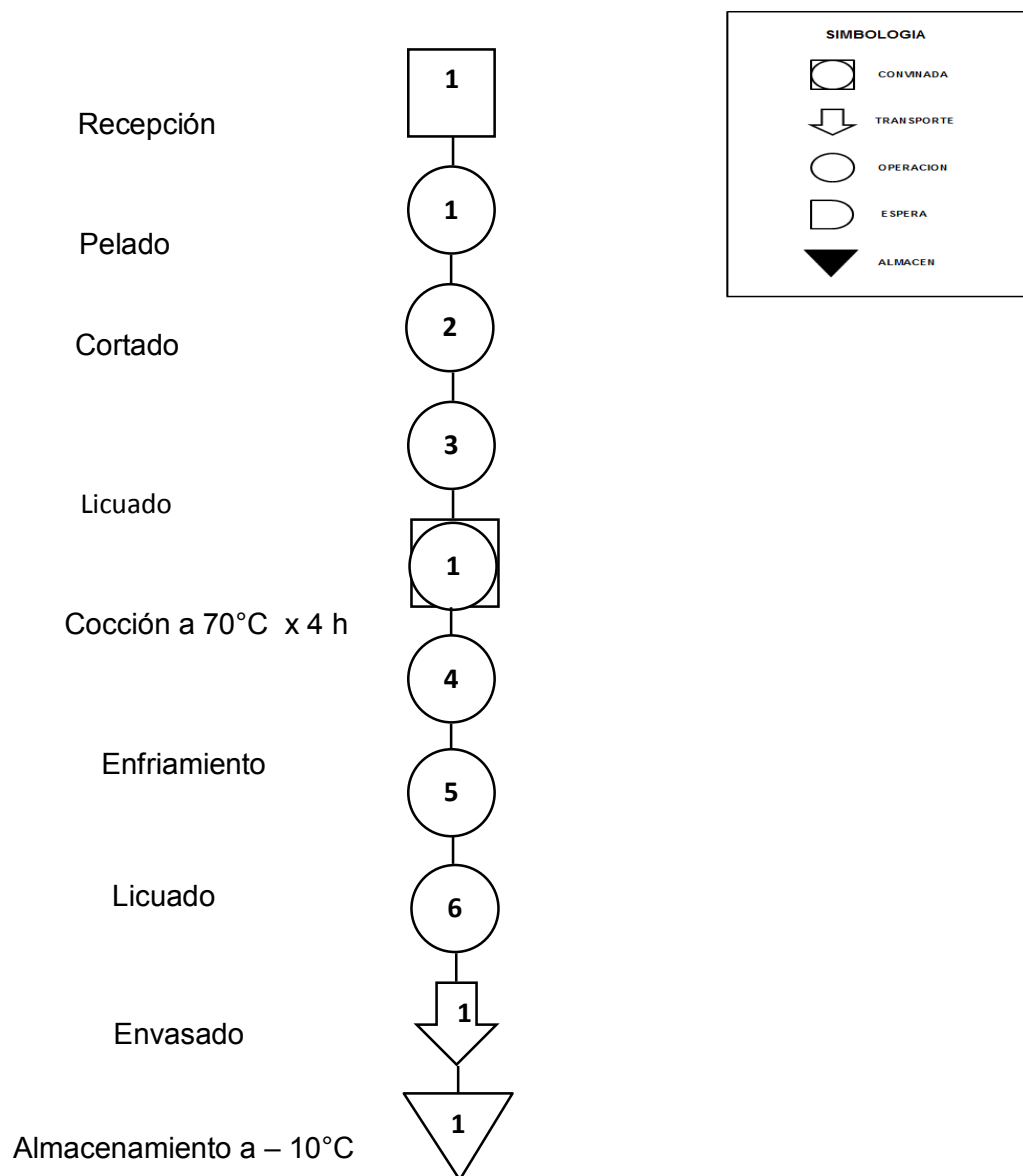 SIMBOLOGIA
CONVINADA
TRANSPORTE
OPERACION
ESPERA
ALMACEN
1
Recepción
1
Pelado
2
Cortado
3
Licuado
1
Cocción a 70°C x 4 h
4
Enfriamiento
5
Licuado
6
Envasado
1
Almacenamiento a – 10°C
1